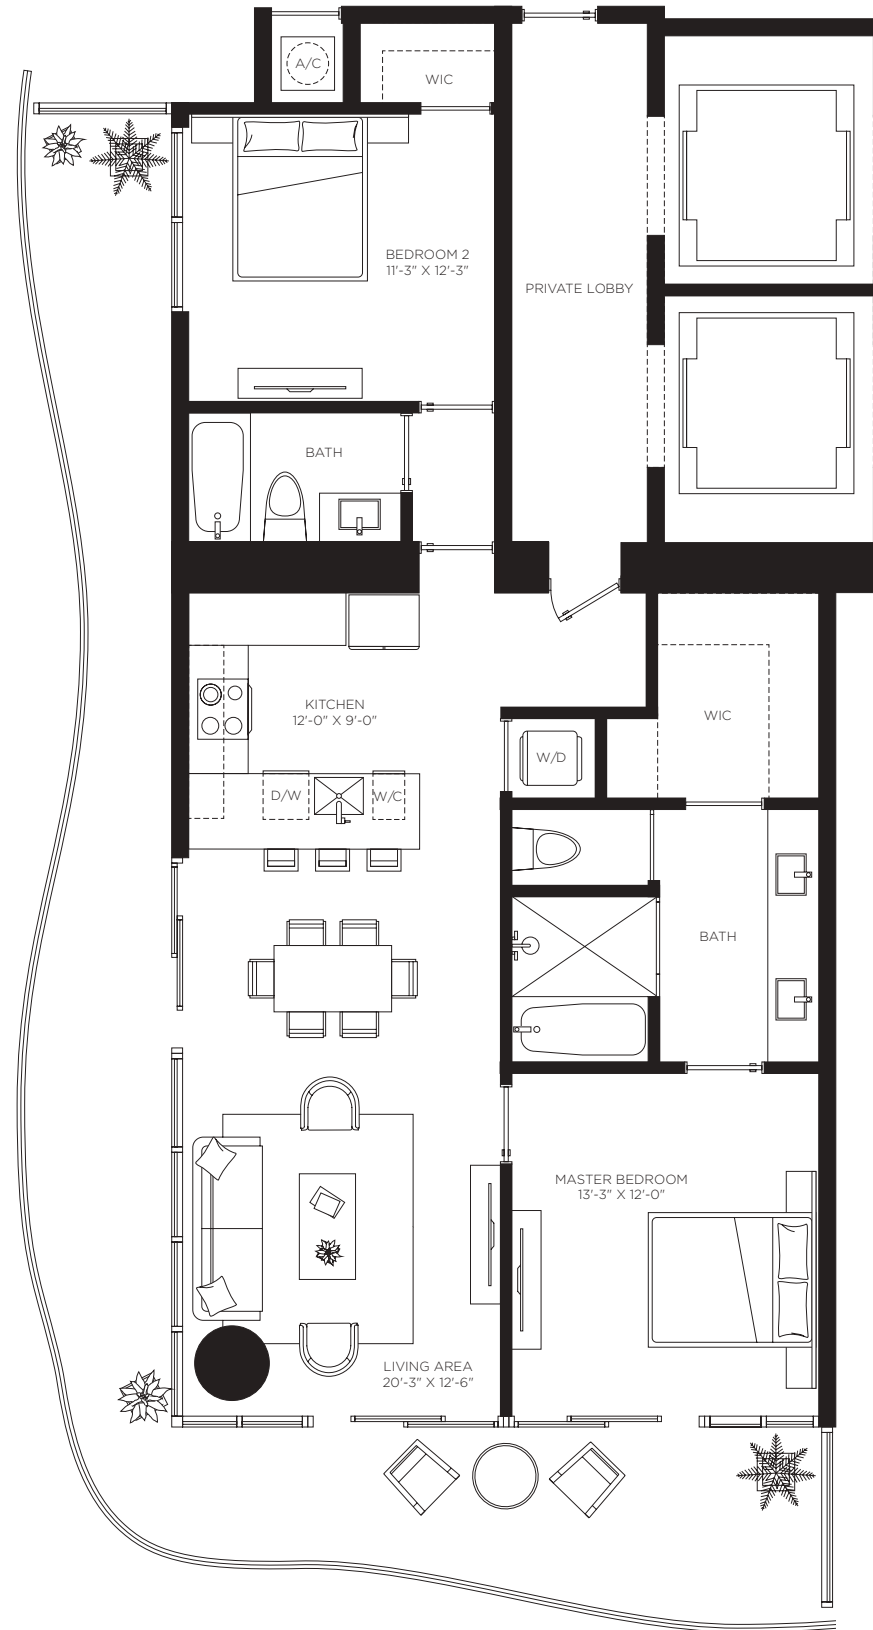 A/C
WIC
BEDROOM 2
11'-3" X 12'-3"
PRIVATE LOBBY
BATH
KITCHEN
12'-0" X 9'-0"
WIC
W/D
D/W
W/C
BATH
MASTER BEDROOM
13'-3" X 12'-0"
LIVING AREA
20'-3" X 12'-6"